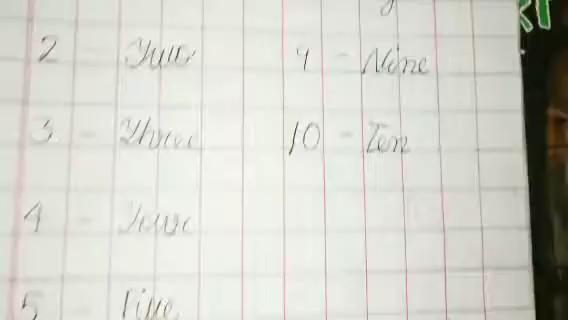 2 - Two
3 - Three
4 - Four
5 - Five
9 - Nine
10 - Ten